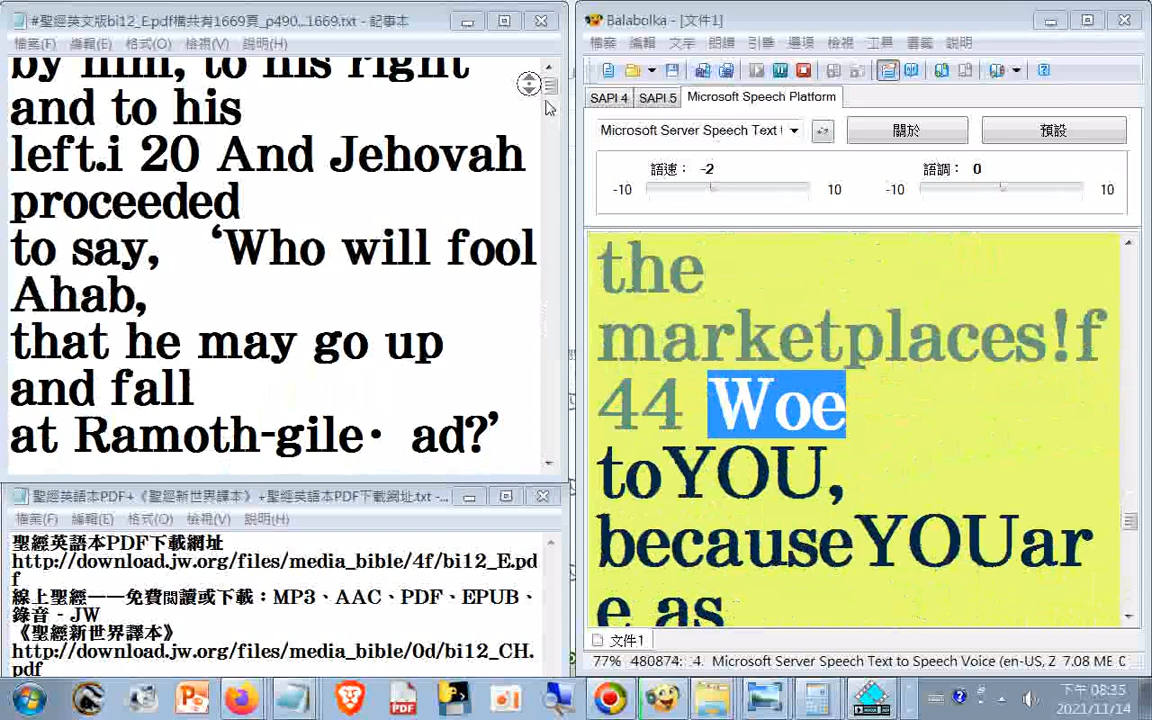 #聖經英文版bi12_E.pdf檔共有1669頁_p490...1669.txt - 記事本
檔案(F) 編輯(E) 格式(O) 檢視(V) 說明(H)
by him, to his right
and to his
left.i 20 And Jehovah
proceeded
to say, ‘Who will fool
Ahab,
that he may go up
and fall
at Ramoth-gile· ad?’
聖經英語本PDF+《聖經新世界譯本》+聖經英語本PDF下載網址.txt - ...
檔案(F) 編輯(E) 格式(O) 檢視(V) 說明(H)
聖經英語本PDF下載網址
http://download.jw.org/files/media_bible/4f/bi12_E.pd
f
線上聖經──免費閱讀或下載：MP3、AAC、PDF、EPUB、
錄音 - JW
《聖經新世界譯本》
http://download.jw.org/files/media_bible/0d/bi12_CH.
pdf
Balabolka - [文件1]
檔案 編輯 文字 朗讀 引擎 選項 檢視 工具 書籤 說明
SAPI 4 SAPI 5 Microsoft Speech Platform
Microsoft Server Speech Text 關於 預設
語速： -2 語調： 0
-10 10 -10 10
the
marketplaces!f
44 Woe
toYOU,
becauseYOUar
e as
文件1
77% 480874: .4. Microsoft Server Speech Text to Speech Voice (en-US, Z 7.08 MB
PDF
下午 08:35
2021/11/14